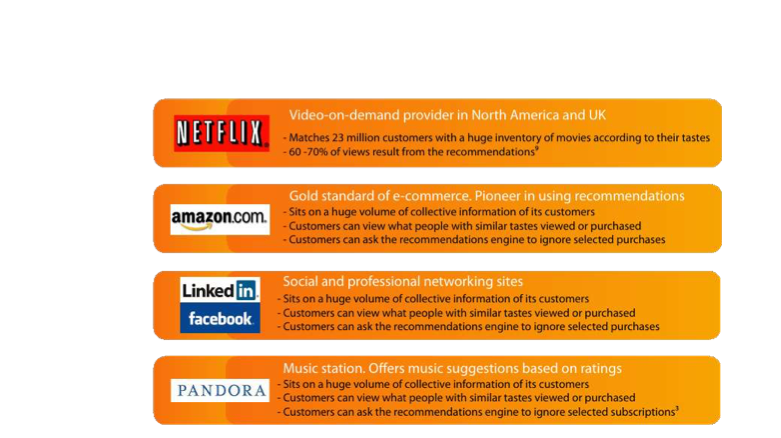 Video-on-demand provider in North America and UK
NETFLIX
- Matches 23 million customers with a huge inventory of movies according to their tastes
- 60 -70% of views result from the recommendations⁹
Gold standard of e-commerce. Pioneer in using recommendations
amazon.com.
- Sits on a huge volume of collective information of its customers
- Customers can view what people with similar tastes viewed or purchased
- Customers can ask the recommendations engine to ignore selected purchases
Social and professional networking sites
Linked in
facebook
- Sits on a huge volume of collective information of its customers
- Customers can view what people with similar tastes viewed or purchased
- Customers can ask the recommendations engine to ignore selected purchases
Music station. Offers music suggestions based on ratings
PANDORA
- Sits on a huge volume of collective information of its customers
- Customers can view what people with similar tastes viewed or purchased
- Customers can ask the recommendations engine to ignore selected subscriptions³